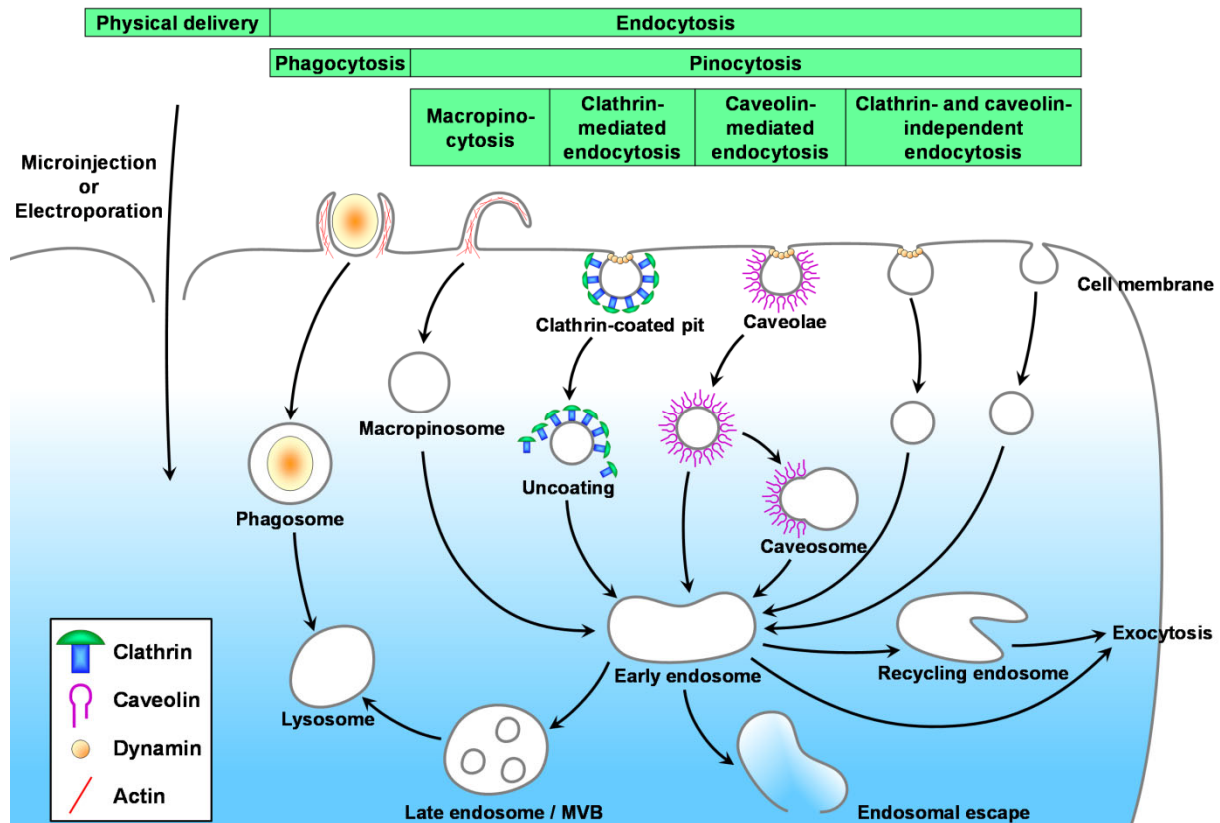 Physical delivery
Endocytosis
Phagocytosis
Pinocytosis
Macropino-
cytosis
Clathrin-
mediated
endocytosis
Caveolin-
mediated
endocytosis
Clathrin- and caveolin-
independent
endocytosis
Microinjection
or
Electroporation
Cell membrane
Clathrin-coated pit
Caveolae
Macropinosome
Uncoating
Phagosome
Caveosome
Early endosome
Recycling endosome
Exocytosis
Lysosome
Late endosome / MVB
Endosomal escape
Clathrin
Caveolin
Dynamin
Actin